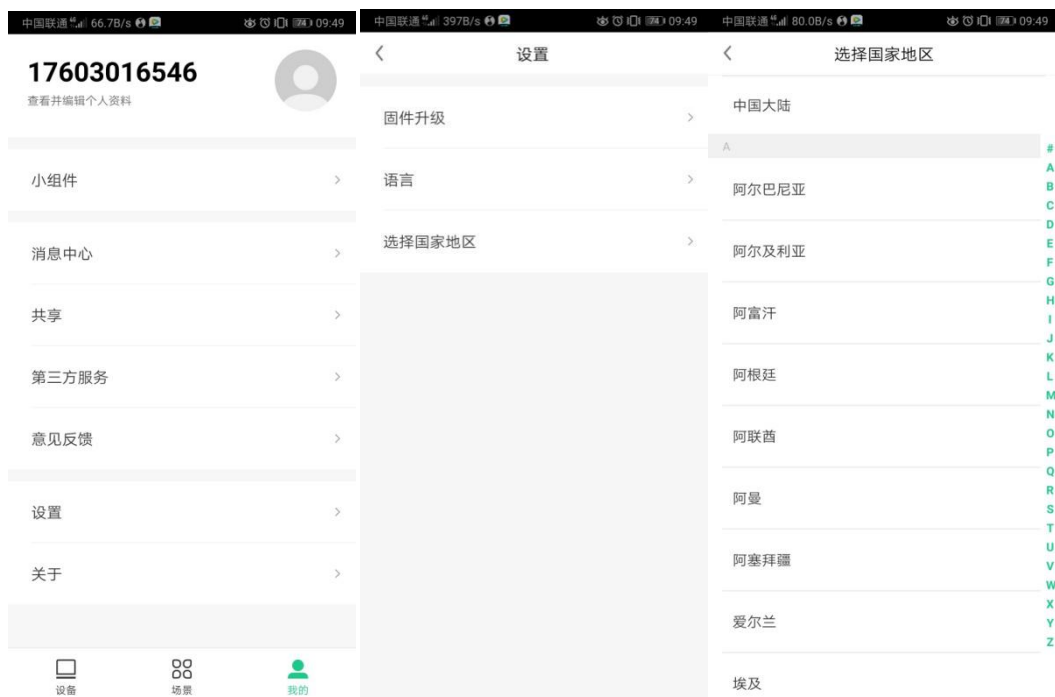 中国联通 4G 66.7B/s 74 09:49
17603016546
查看并编辑个人资料
小组件
消息中心
共享
第三方服务
意见反馈
设置
关于
设备 场景 我的
中国联通 4G 397B/s 74 09:49
设置
固件升级
语言
选择国家地区
中国联通 4G 80.0B/s 74 09:49
选择国家地区
中国大陆
A
阿尔巴尼亚
阿尔及利亚
阿富汗
阿根廷
阿联酋
阿曼
阿塞拜疆
爱尔兰
埃及
#
A
B
C
D
E
F
G
H
I
J
K
L
M
N
O
P
Q
R
S
T
U
V
W
X
Y
Z